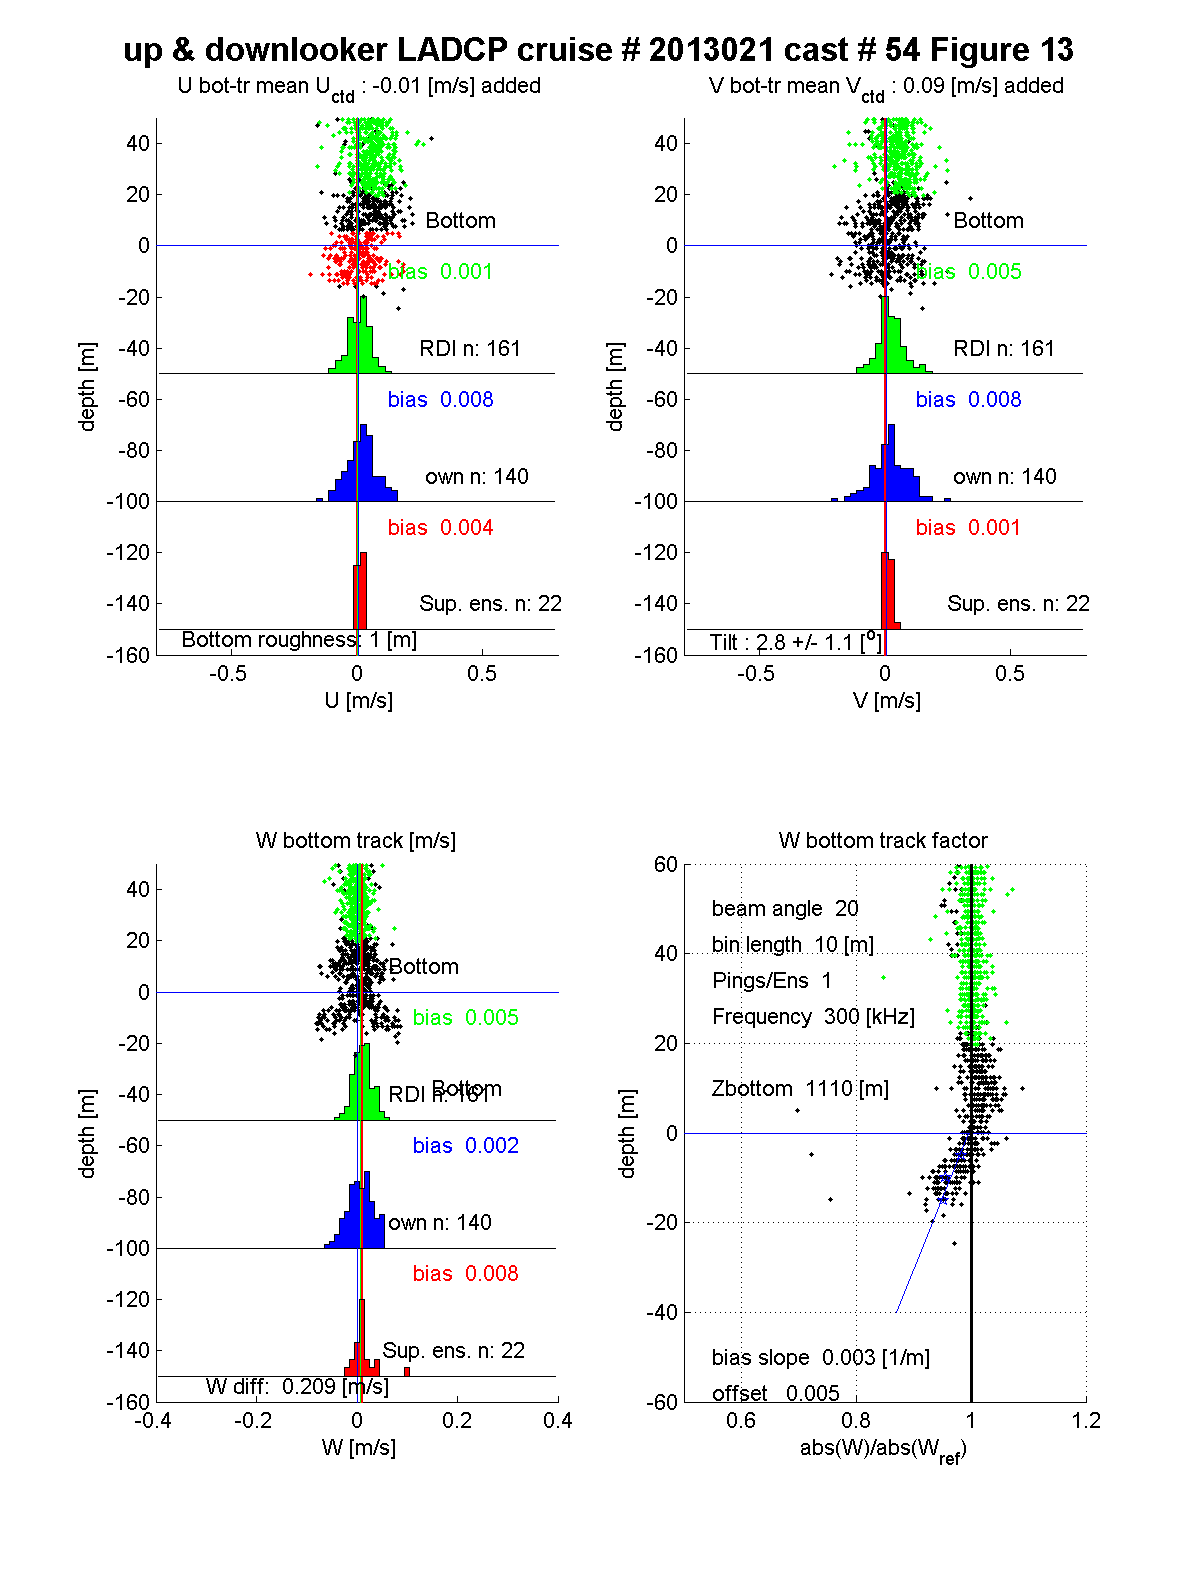 up & downlooker LADCP cruise # 2013021 cast # 54 Figure 13
U bot-tr mean Uctd : -0.01 [m/s] added
40
20
0
-20
-40
-60
-80
-100
-120
-140
-160
depth [m]
Bottom
bias 0.001
RDI n: 161
bias 0.008
own n: 140
bias 0.004
Sup. ens. n: 22
Bottom roughness: 1 [m]
-0.5 0 0.5
U [m/s]
V bot-tr mean Vctd : 0.09 [m/s] added
40
20
0
-20
-40
-60
-80
-100
-120
-140
-160
depth [m]
Bottom
bias 0.005
RDI n: 161
bias 0.008
own n: 140
bias 0.001
Sup. ens. n: 22
Tilt : 2.8 +/- 1.1 [o]
-0.5 0 0.5
V [m/s]
W bottom track [m/s]
40
20
0
-20
-40
-60
-80
-100
-120
-140
-160
depth [m]
Bottom
bias 0.005
Bottom
RDI n: 161
bias 0.002
own n: 140
bias 0.008
Sup. ens. n: 22
W diff: 0.209 [m/s]
-0.4 -0.2 0 0.2 0.4
W [m/s]
W bottom track factor
60
40
20
0
-20
-40
-60
depth [m]
beam angle 20
bin length 10 [m]
Pings/Ens 1
Frequency 300 [kHz]
Zbottom 1110 [m]
bias slope 0.003 [1/m]
offset 0.005
0.6 0.8 1 1.2
abs(W)/abs(Wref)